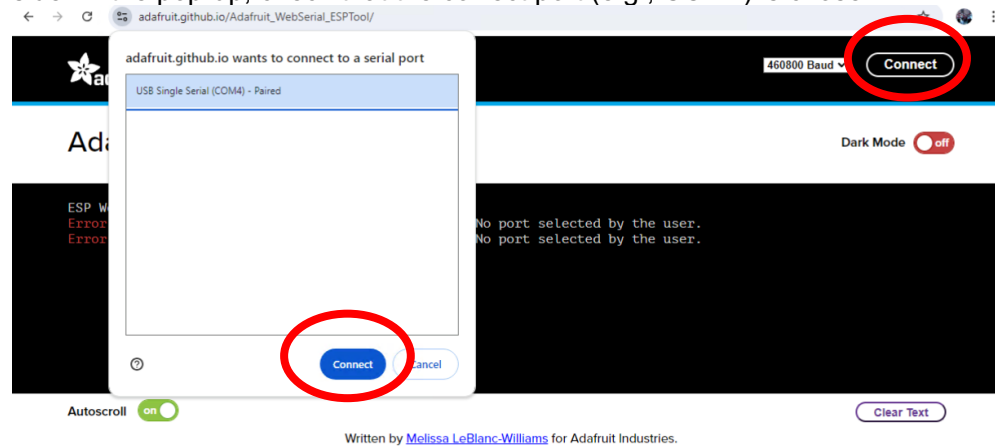 adafruit.github.io/Adafruit_WebSerial_ESPTool/
adafruit.github.io wants to connect to a serial port
USB Single Serial (COM4) - Paired
460800 Baud
Connect
Dark Mode off
ESP
Error No port selected by the user.
Error No port selected by the user.
Connect Cancel
Autoscroll on
Clear Text
Written by Melissa LeBlanc-Williams for Adafruit Industries.